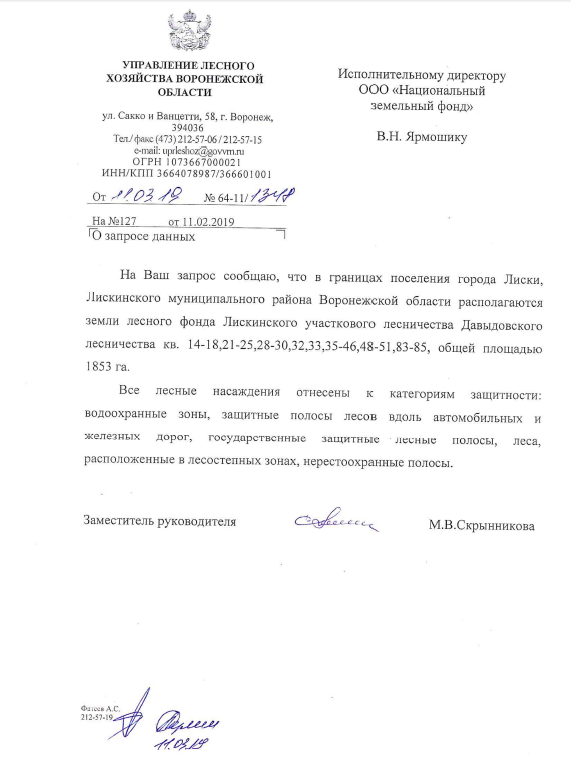 УПРАВЛЕНИЕ ЛЕСНОГО
ХОЗЯЙСТВА ВОРОНЕЖСКОЙ
ОБЛАСТИ
ул. Сакко и Ванцетти, 58, г. Воронеж,
394036
Тел./ факс (473) 212-57-06 / 212-57-15
e-mail: uprleshoz@govvrn.ru
ОГРН 1073667000021
ИНН/КПП 3664078987/366601001
От 11.03.19 № 64-11/1348
На №127 от 11.02.2019
О запросе данных
Исполнительному директору
ООО «Национальный
земельный фонд»
В.Н. Ярмошику
На Ваш запрос сообщаю, что в границах поселения города Лиски,
Лискинского муниципального района Воронежской области располагаются
земли лесного фонда Лискинского участкового лесничества Давыдовского
лесничества кв. 14-18,21-25,28-30,32,33,35-46,48-51,83-85, общей площадью
1853 га.
Все лесные насаждения отнесены к категориям защитности:
водоохранные зоны, защитные полосы лесов вдоль автомобильных и
железных дорог, государственные защитные лесные полосы, леса,
расположенные в лесостепных зонах, нерестоохранные полосы.
Заместитель руководителя М.В.Скрынникова
Фатеев А.С.
212-57-19
11.03.19